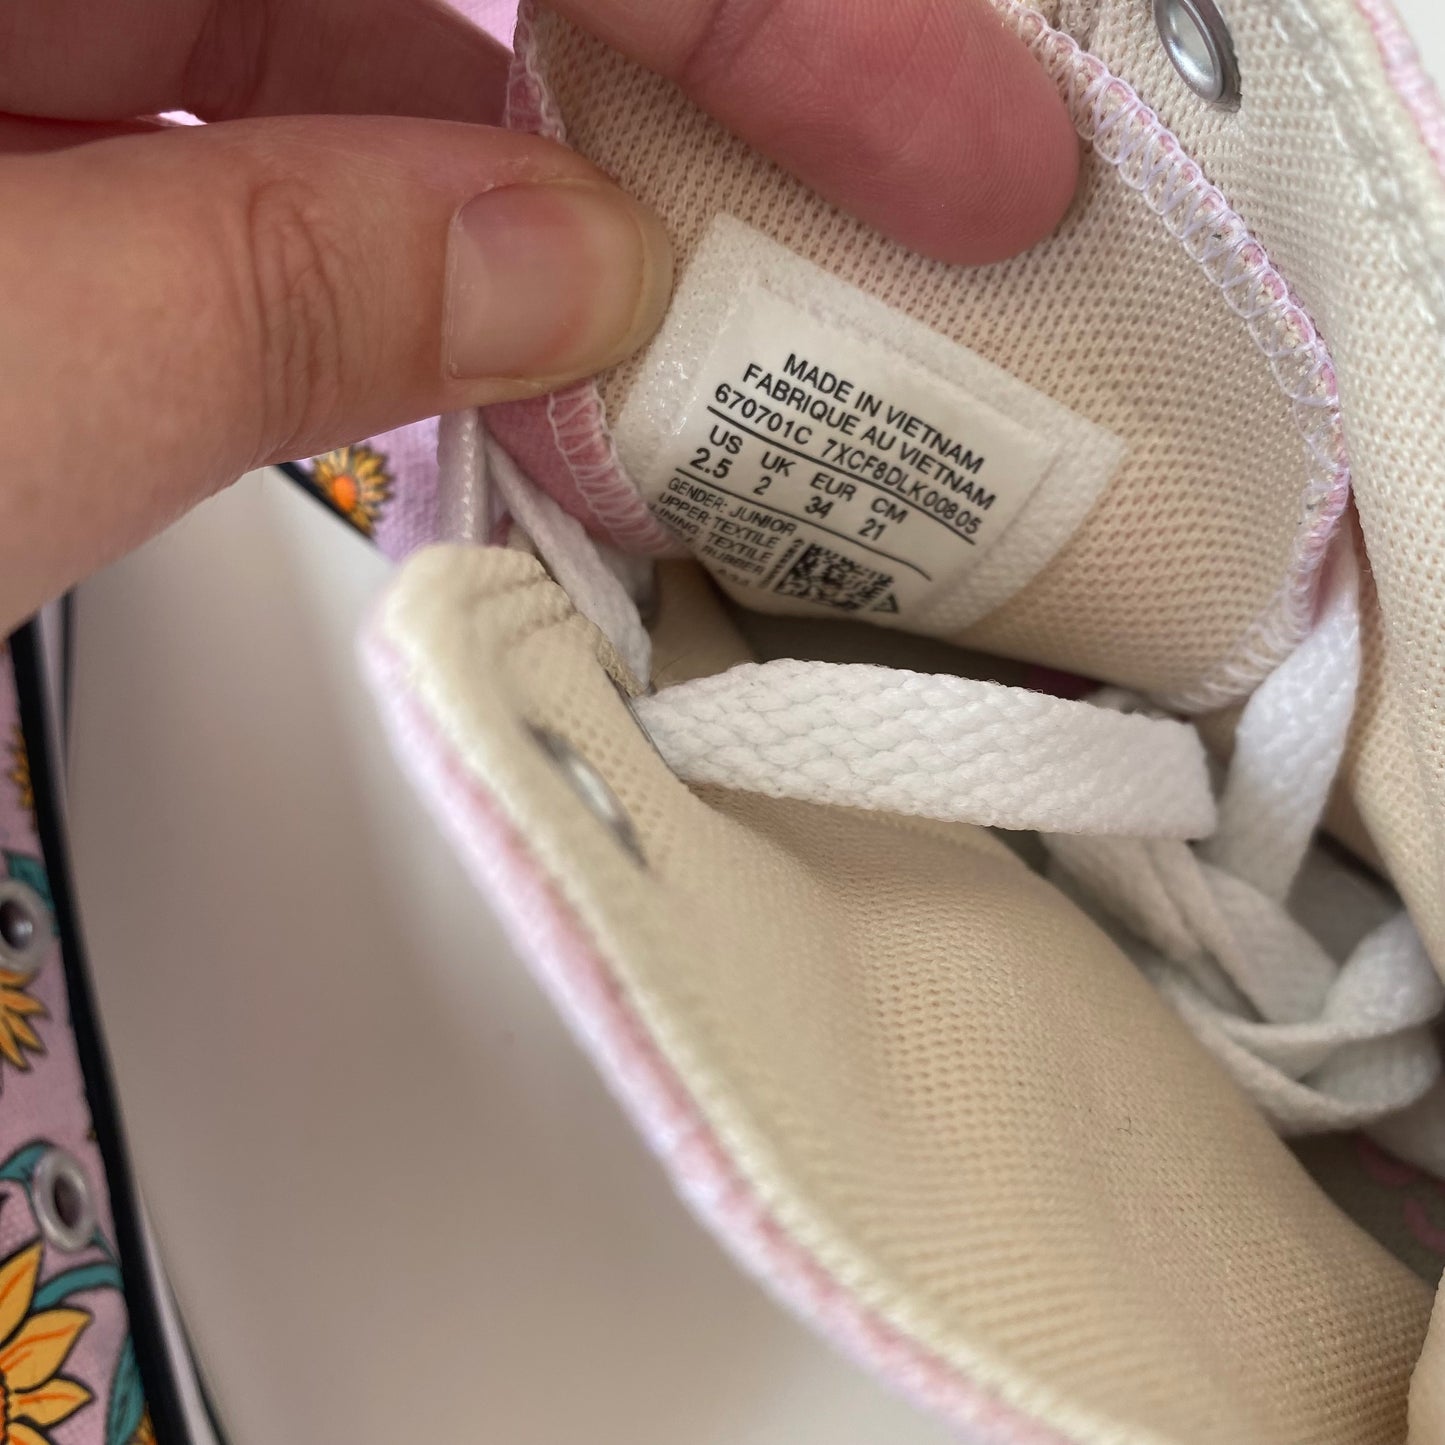 MADE IN VIETNAM
FABRIQUE AU VIETNAM
670701C 7XCF8DLK00805
US UK EUR CM
2.5 2 34 21
GENDER: JUNIOR
UPPER: TEXTILE
LINING: TEXTILE
RUBBER